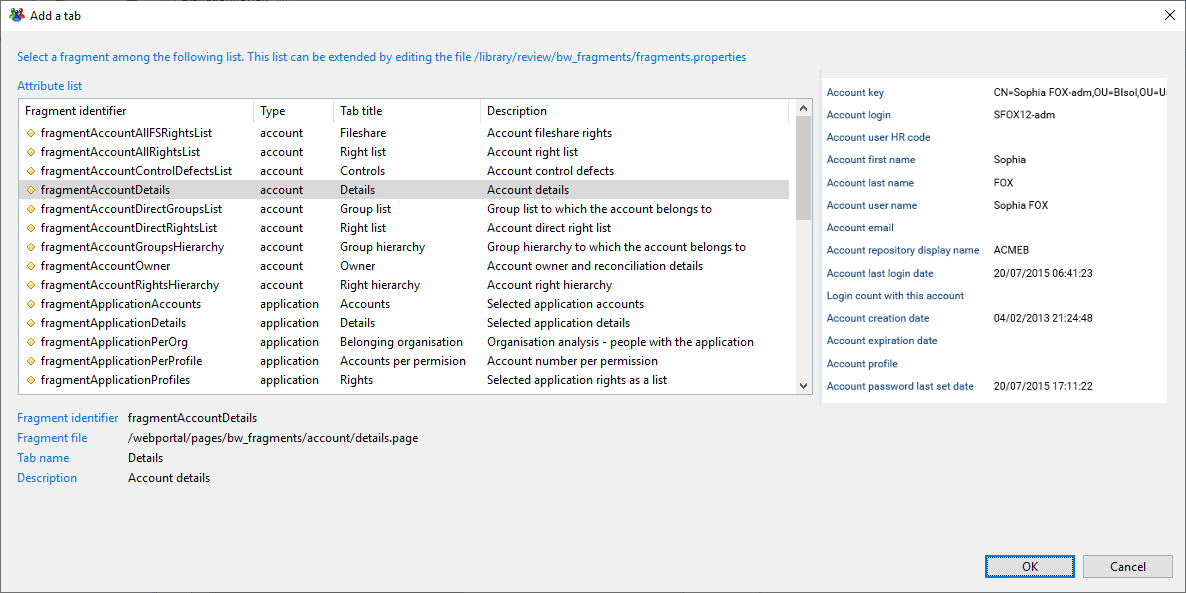 Add a tab
Select a fragment among the following list. This list can be extended by editing the file /library/review/bw_fragments/fragments.properties
Attribute list
Fragment identifier Type Tab title Description
fragmentAccountAllFSRightsList account Fileshare Account fileshare rights
fragmentAccountAllRightsList account Right list Account right list
fragmentAccountControlDefectsList account Controls Account control defects
fragmentAccountDetails account Details Account details
fragmentAccountDirectGroupsList account Group list Group list to which the account belongs to
fragmentAccountDirectRightsList account Right list Account direct right list
fragmentAccountGroupsHierarchy account Group hierarchy Group hierarchy to which the account belongs to
fragmentAccountOwner account Owner Account owner and reconciliation details
fragmentAccountRightsHierarchy account Right hierarchy Account right hierarchy
fragmentApplicationAccounts application Accounts Selected application accounts
fragmentApplicationDetails application Details Selected application details
fragmentApplicationPerOrg application Belonging organisation Organisation analysis - people with the application
fragmentApplicationPerProfile application Accounts per permision Account number per permission
fragmentApplicationProfiles application Rights Selected application rights as a list
Account key CN=Sophia FOX-adm,OU=BIsol,OU=U
Account login SFOX12-adm
Account user HR code
Account first name Sophia
Account last name FOX
Account user name Sophia FOX
Account email
Account repository display name ACMEB
Account last login date 20/07/2015 06:41:23
Login count with this account
Account creation date 04/02/2013 21:24:48
Account expiration date
Account profile
Account password last set date 20/07/2015 17:11:22
Fragment identifier fragmentAccountDetails
Fragment file /webportal/pages/bw_fragments/account/details.page
Tab name Details
Description Account details
OK Cancel